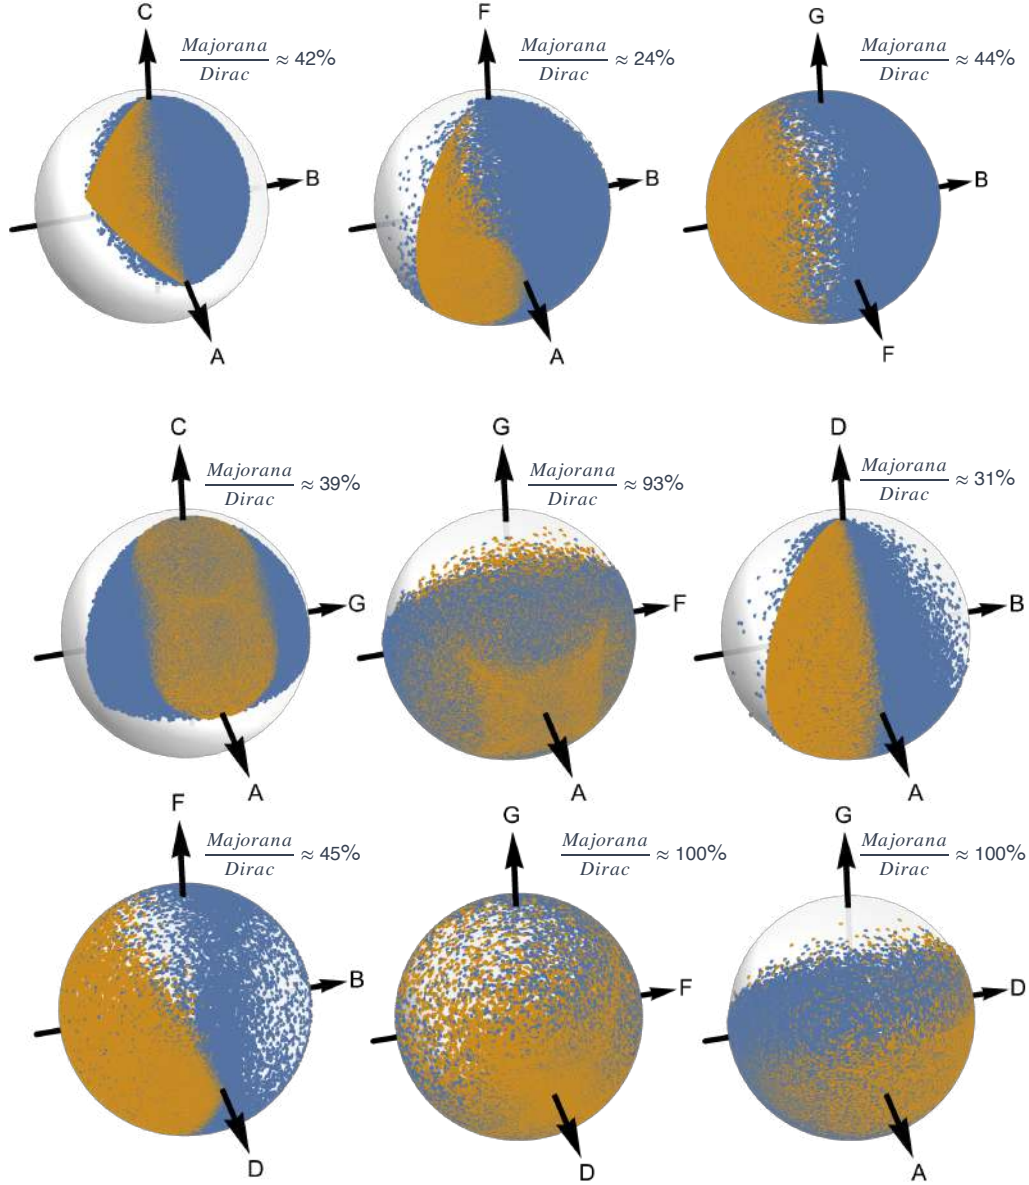 C
Majorana
Dirac
≈ 42%
B
A
F
Majorana
Dirac
≈ 24%
B
A
G
Majorana
Dirac
≈ 44%
B
F
C
Majorana
Dirac
≈ 39%
G
A
G
Majorana
Dirac
≈ 93%
F
A
D
Majorana
Dirac
≈ 31%
B
A
F
Majorana
Dirac
≈ 45%
B
D
G
Majorana
Dirac
≈ 100%
F
D
G
Majorana
Dirac
≈ 100%
D
A